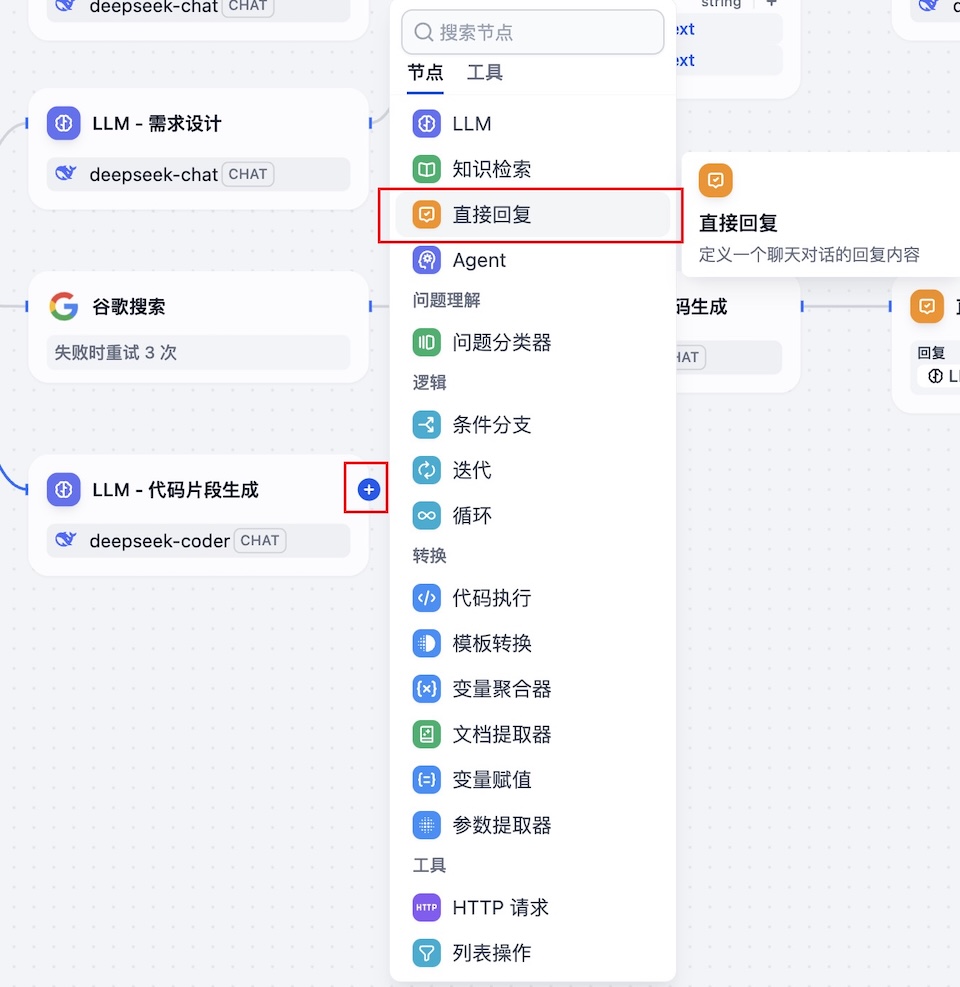 deepseek-chat CHAT
LLM - 需求设计
deepseek-chat CHAT
谷歌搜索
失败时重试 3 次
LLM - 代码片段生成
deepseek-coder CHAT
搜索节点
节点 工具
LLM
知识检索
直接回复
Agent
问题理解
问题分类器
逻辑
条件分支
迭代
循环
转换
代码执行
模板转换
变量聚合器
文档提取器
变量赋值
参数提取器
工具
HTTP 请求
列表操作
string
ext
ext
直接回复
定义一个聊天对话的回复内容
码生成
HAT
回复